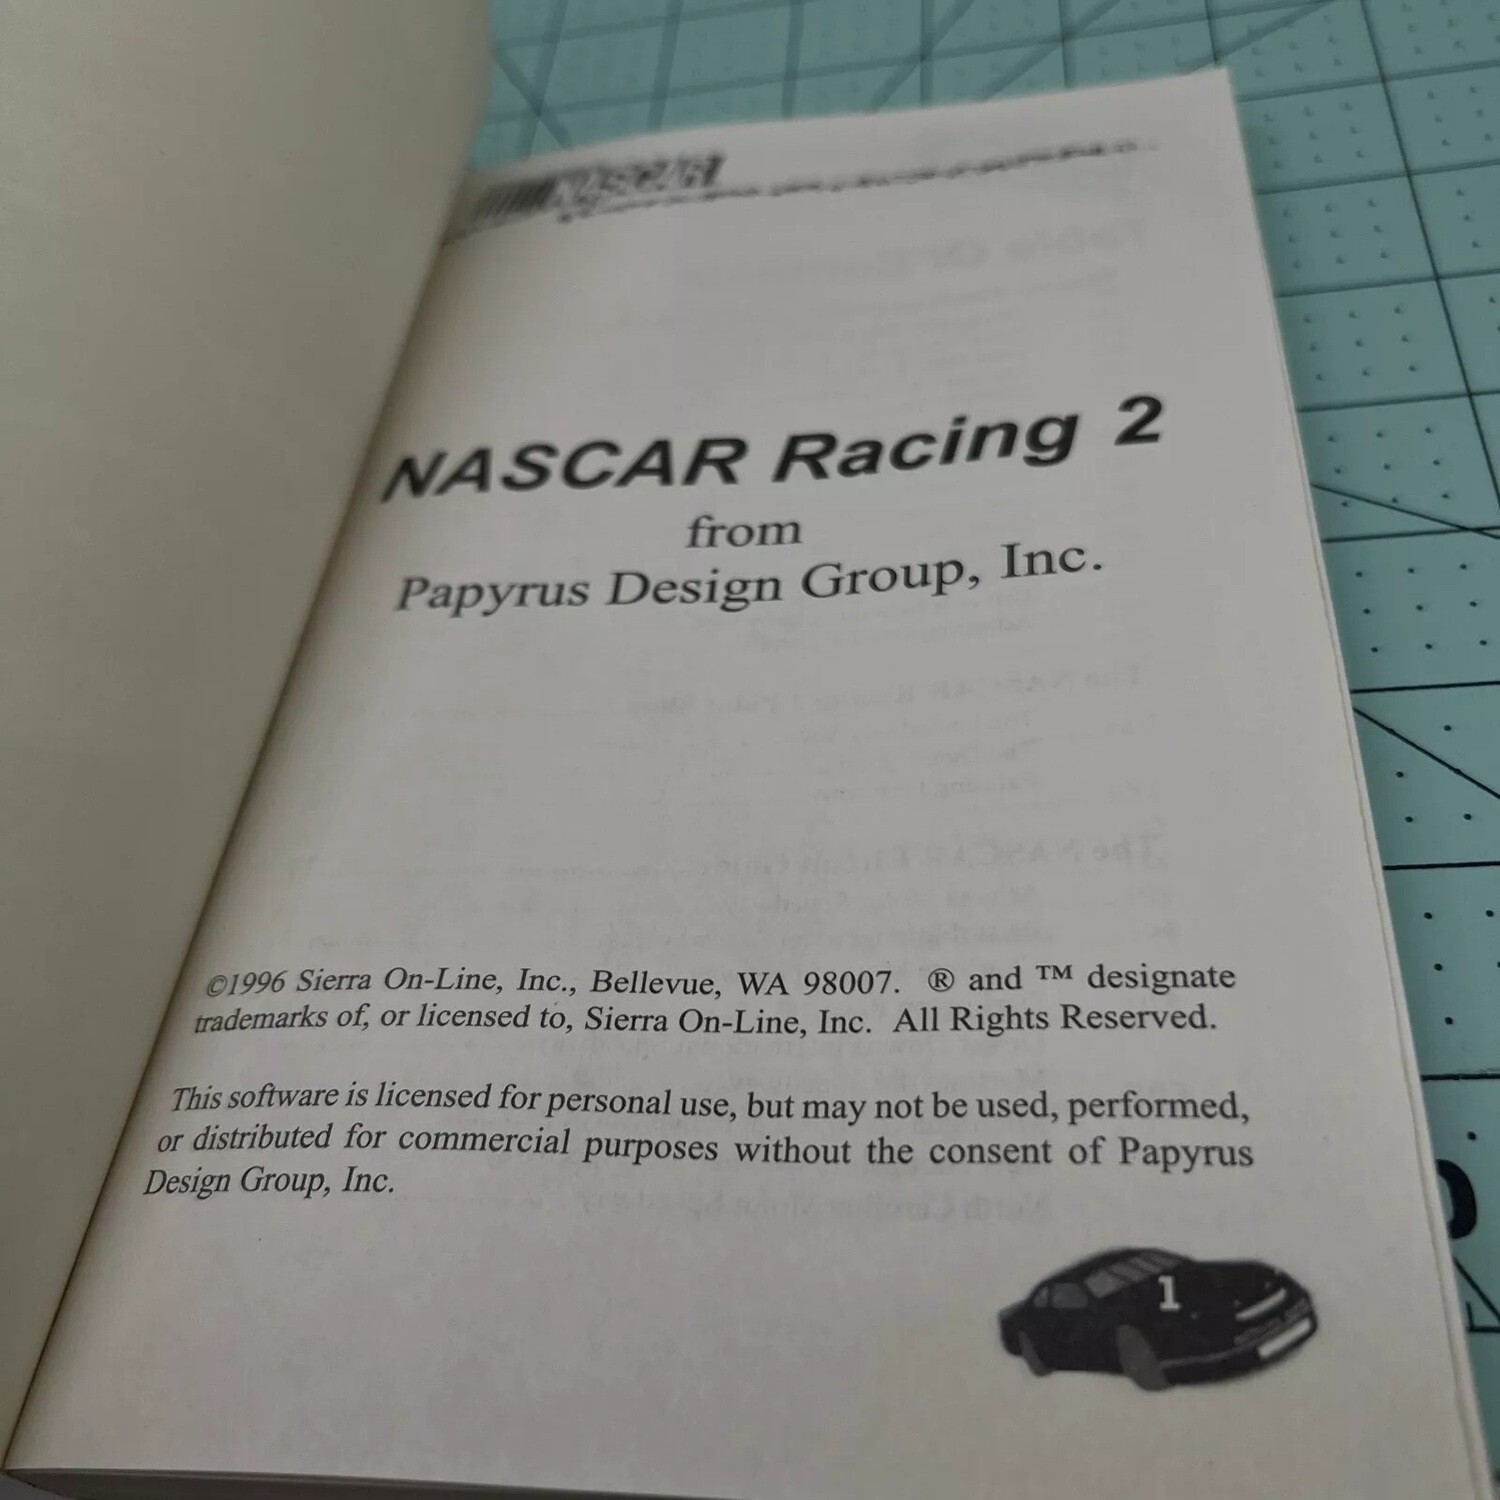 NASCAR
NASCAR Racing 2
from
Papyrus Design Group, Inc.
©1996 Sierra On-Line, Inc., Bellevue, WA 98007. ® and ™ designate
trademarks of, or licensed to, Sierra On-Line, Inc. All Rights Reserved.
This software is licensed for personal use, but may not be used, performed,
or distributed for commercial purposes without the consent of Papyrus
Design Group, Inc.
1